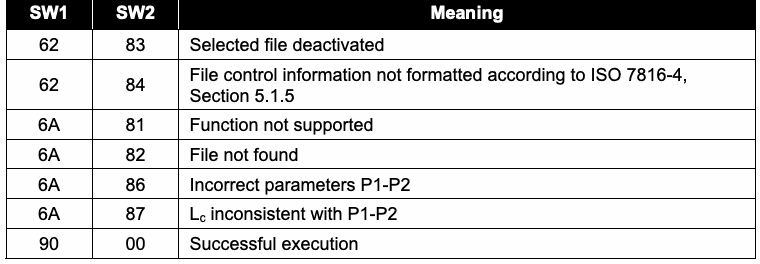 SW1 SW2 Meaning
62 83 Selected file deactivated
62 84 File control information not formatted according to ISO 7816-4,
Section 5.1.5
6A 81 Function not supported
6A 82 File not found
6A 86 Incorrect parameters P1-P2
6A 87 Lc inconsistent with P1-P2
90 00 Successful execution